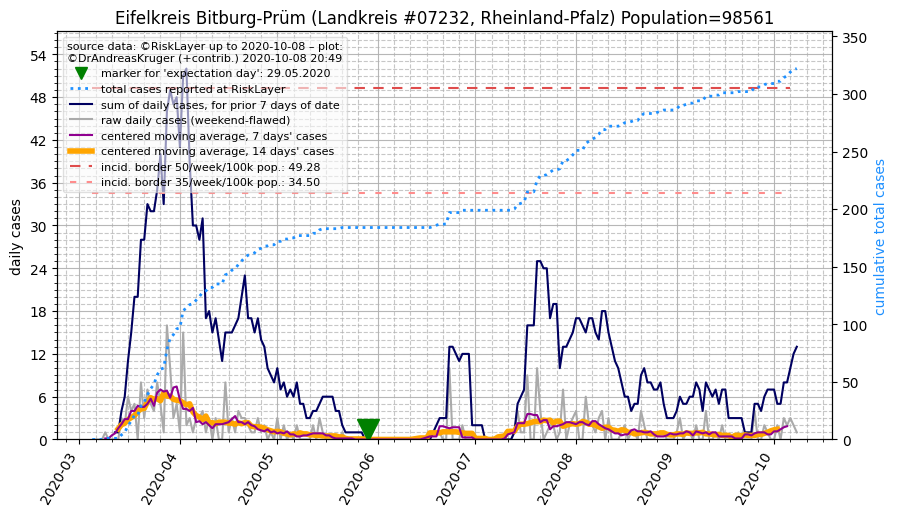 Eifelkreis Bitburg-Prüm (Landkreis #07232, Rheinland-Pfalz) Population=98561
source data: ©RiskLayer up to 2020-10-08 – plot:
©DrAndreasKruger (+contrib.) 2020-10-08 20:49
marker for 'expectation day': 29.05.2020
total cases reported at RiskLayer
sum of daily cases, for prior 7 days of date
raw daily cases (weekend-flawed)
centered moving average, 7 days' cases
centered moving average, 14 days' cases
incid. border 50/week/100k pop.: 49.28
incid. border 35/week/100k pop.: 34.50
daily cases
54
48
42
36
30
24
18
12
6
0
cumulative total cases
350
300
250
200
150
100
50
0
2020-03
2020-04
2020-05
2020-06
2020-07
2020-08
2020-09
2020-10